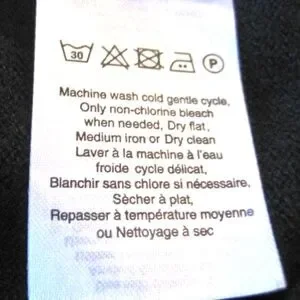 30 P
Machine wash cold gentle cycle,
Only non-chlorine bleach
when needed, Dry flat,
Medium iron or Dry clean
Laver à la machine à l'eau
froide cycle délicat,
Blanchir sans chlore si nécessaire,
Sècher à plat,
Repasser à température moyenne
ou Nettoyage à sec